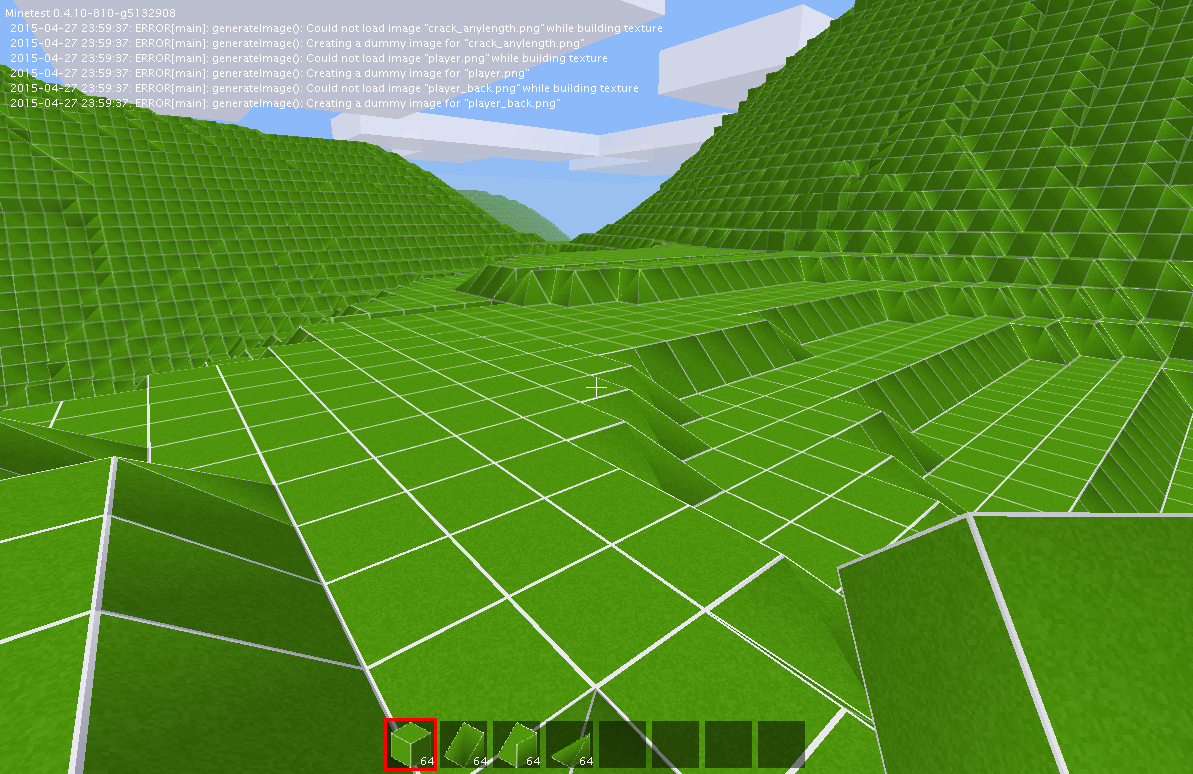 Minetest 0.4.10-810-g5132908
2015-04-27 23:59:37: ERROR[main]: generateImage(): Could not load image "crack_anylength.png" while building texture
2015-04-27 23:59:37: ERROR[main]: generateImage(): Creating a dummy image for "crack_anylength.png"
2015-04-27 23:59:37: ERROR[main]: generateImage(): Could not load image "player.png" while building texture
2015-04-27 23:59:37: ERROR[main]: generateImage(): Creating a dummy image for "player.png"
2015-04-27 23:59:37: ERROR[main]: generateImage(): Could not load image "player_back.png" while building texture
2015-04-27 23:59:37: ERROR[main]: generateImage(): Creating a dummy image for "player_back.png"
64 64 64 64